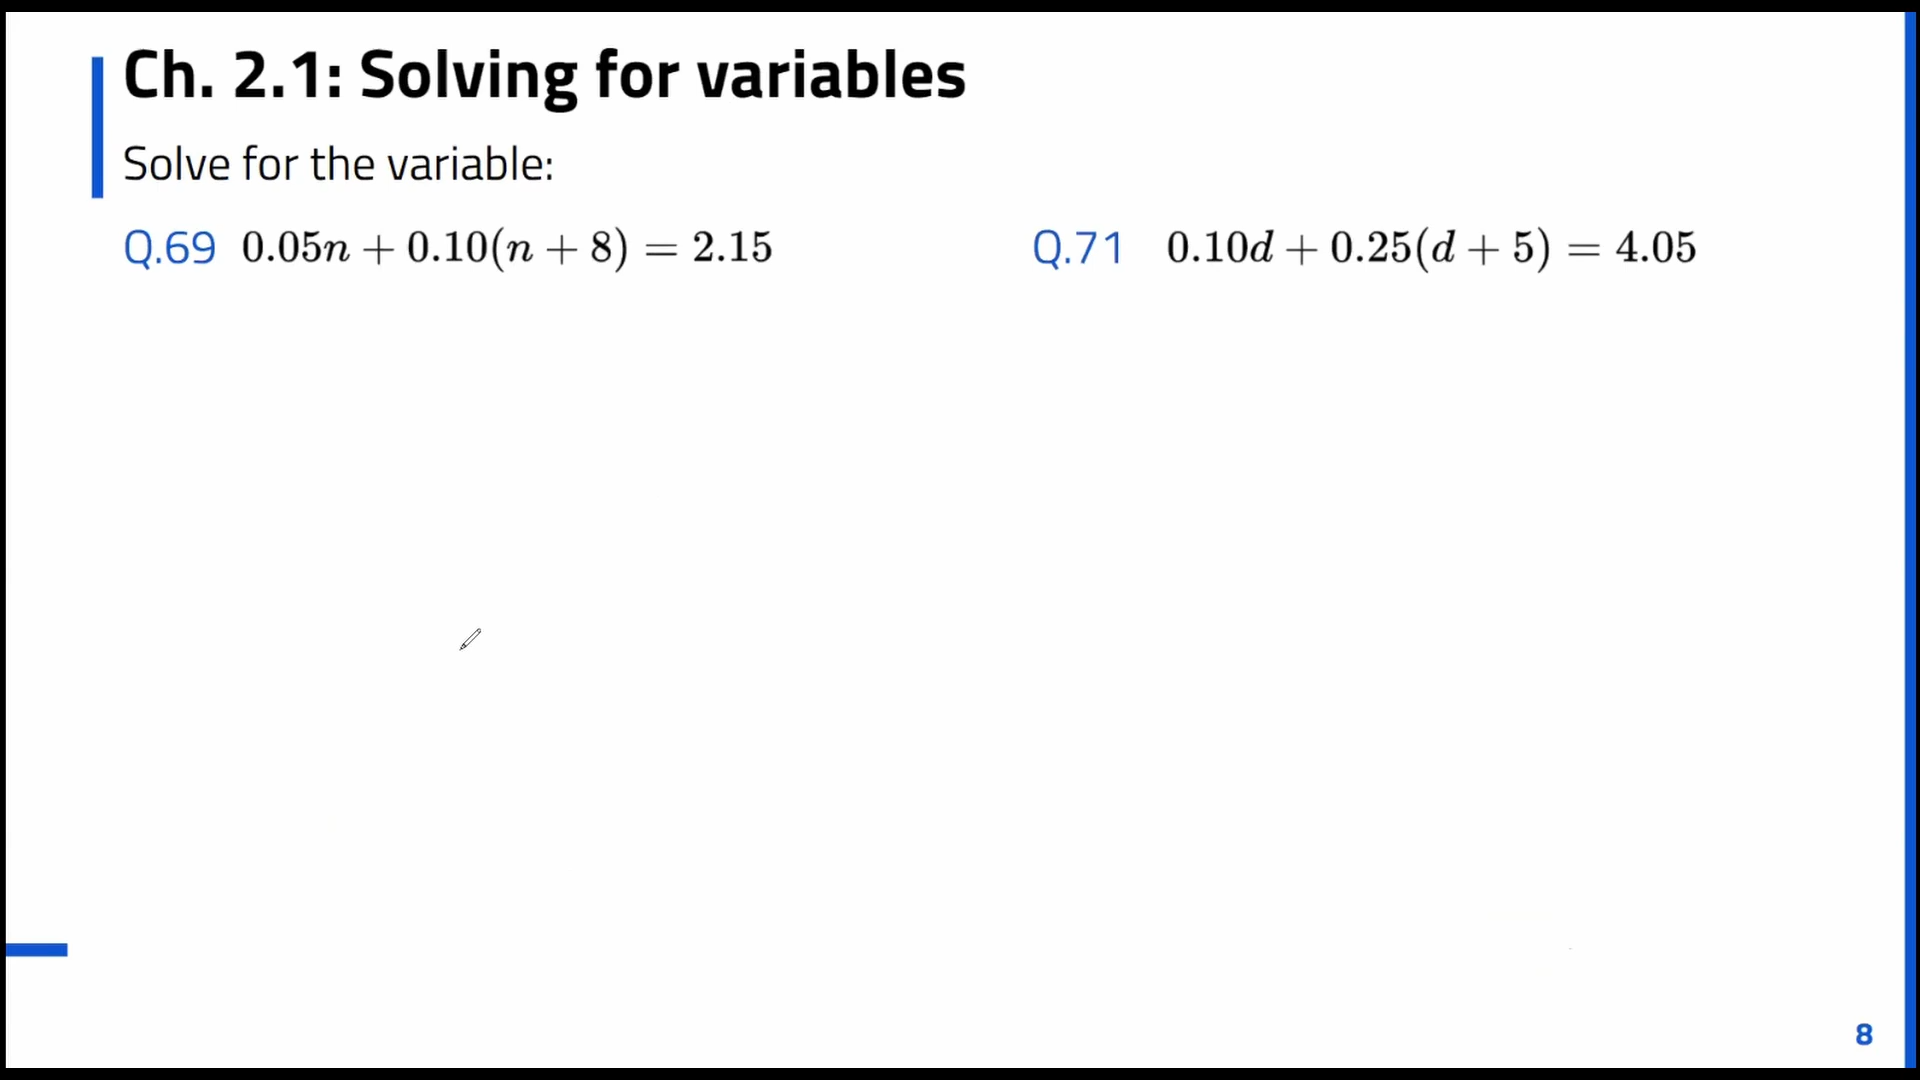 Ch. 2.1: Solving for variables
Solve for the variable:
Q.69 0.05n + 0.10(n + 8) = 2.15
Q.71 0.10d + 0.25(d + 5) = 4.05
8